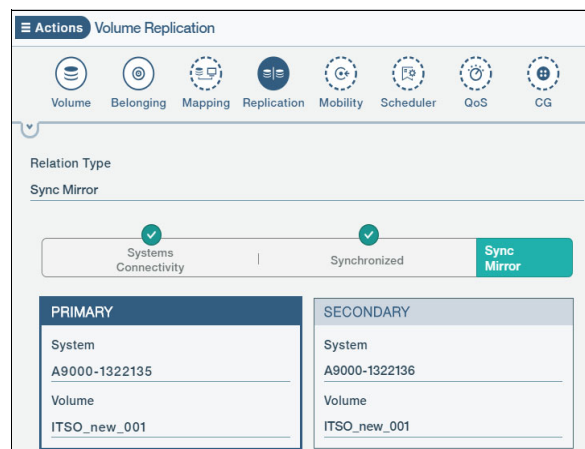 Actions Volume Replication
Volume Belonging Mapping Replication Mobility Scheduler QoS CG
Relation Type
Sync Mirror
Systems Connectivity
Synchronized
Sync Mirror
PRIMARY
System
A9000-1322135
Volume
ITSO_new_001
SECONDARY
System
A9000-1322136
Volume
ITSO_new_001